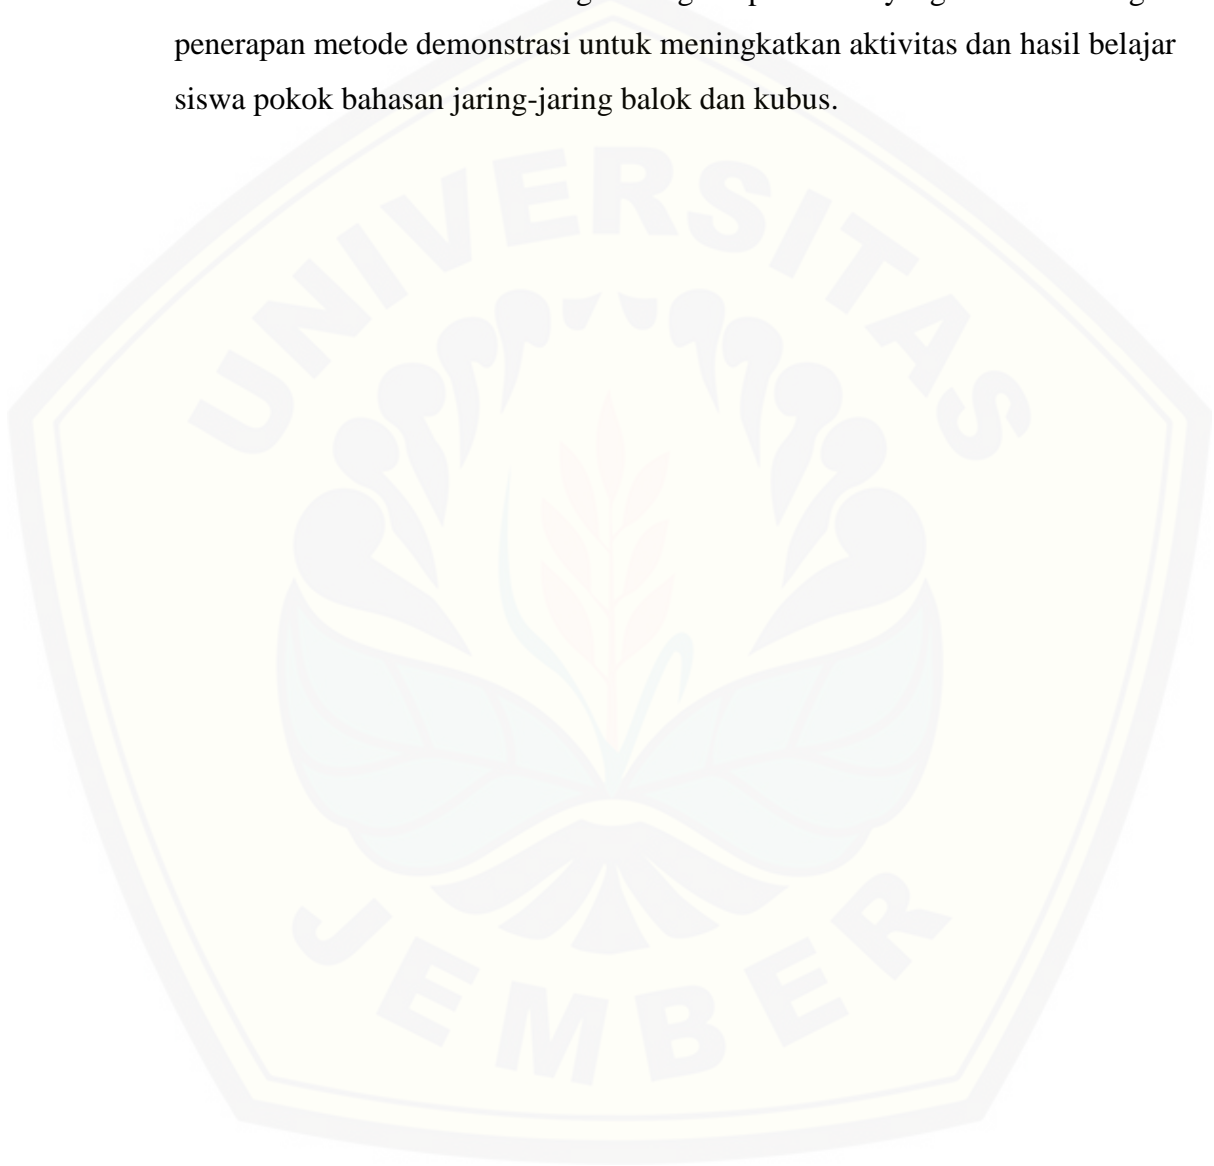 penerapan metode demonstrasi untuk meningkatkan aktivitas dan hasil belajar
siswa pokok bahasan jaring-jaring balok dan kubus.
UNIVERSITAS
JEMBER